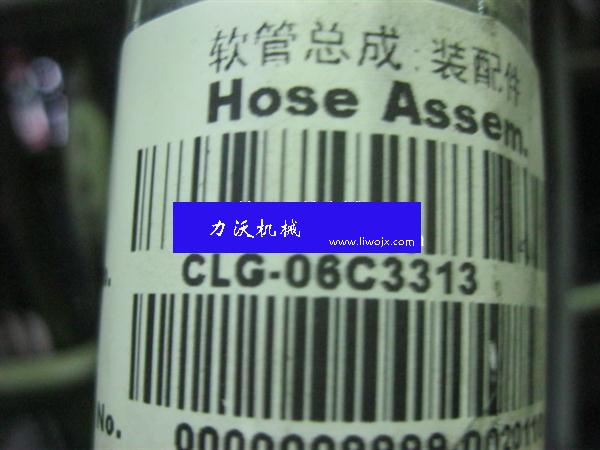 软管总成 装配件
Hose Assem.
力沃机械
www.liwojx.com
CLG-06C3313
No.